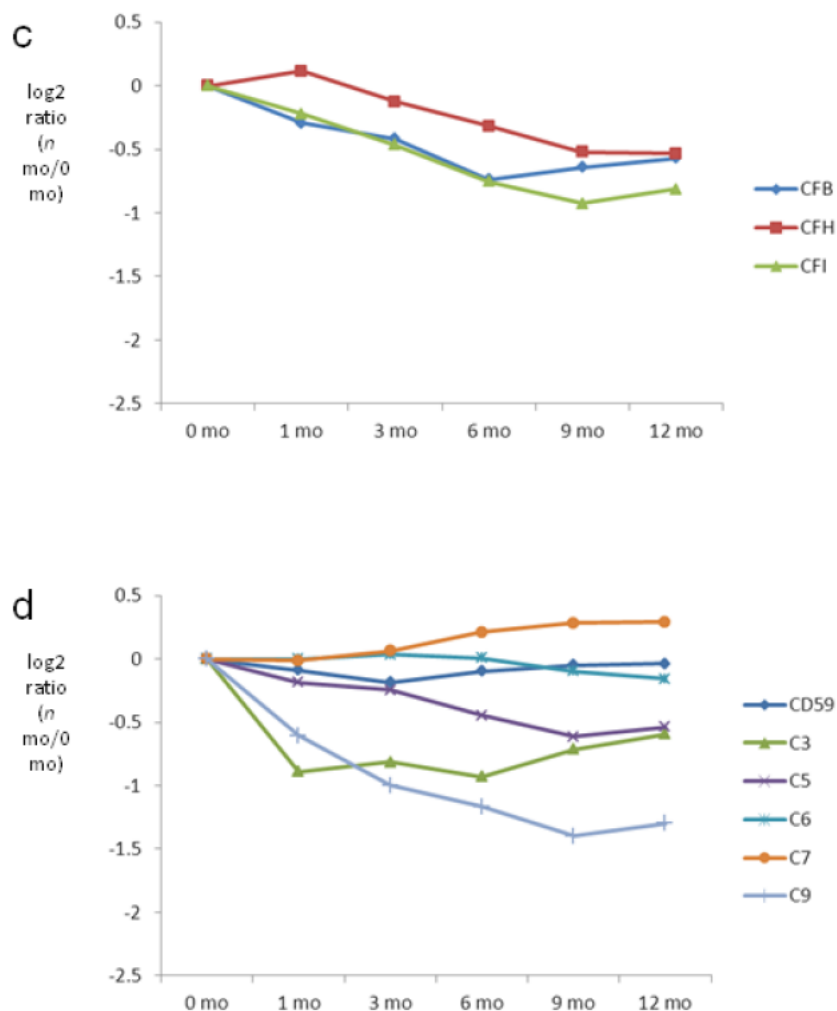 c
log2
ratio
(n
mo/0
mo)
0.5
0
-0.5
-1
-1.5
-2
-2.5
0 mo 1 mo 3 mo 6 mo 9 mo 12 mo
CFB
CFH
CFI
d
log2
ratio
(n
mo/0
mo)
0.5
0
-0.5
-1
-1.5
-2
-2.5
0 mo 1 mo 3 mo 6 mo 9 mo 12 mo
CD59
C3
C5
C6
C7
C9